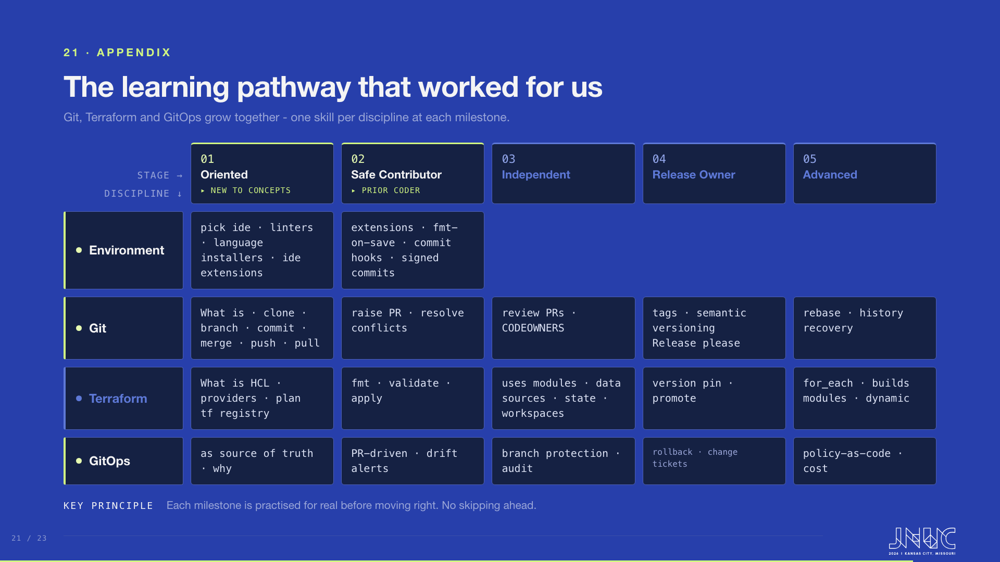 21 · APPENDIX
The learning pathway that worked for us
Git, Terraform and GitOps grow together - one skill per discipline at each milestone.
STAGE →
DISCIPLINE ↓
01
Oriented
▸ NEW TO CONCEPTS
02
Safe Contributor
▸ PRIOR CODER
03
Independent
04
Release Owner
05
Advanced
Environment
pick ide · linters
· language
installers · ide
extensions
extensions · fmt-
on-save · commit
hooks · signed
commits
Git
What is · clone ·
branch · commit ·
merge · push · pull
raise PR · resolve
conflicts
review PRs ·
CODEOWNERS
tags · semantic
versioning
Release please
rebase · history
recovery
Terraform
What is HCL ·
providers · plan
tf registry
fmt · validate ·
apply
uses modules · data
sources · state ·
workspaces
version pin ·
promote
for_each · builds
modules · dynamic
GitOps
as source of truth
· why
PR-driven · drift
alerts
branch protection ·
audit
rollback · change
tickets
policy-as-code ·
cost
KEY PRINCIPLE Each milestone is practised for real before moving right. No skipping ahead.
21 / 23
JNUC
2026 | KANSAS CITY, MISSOURI